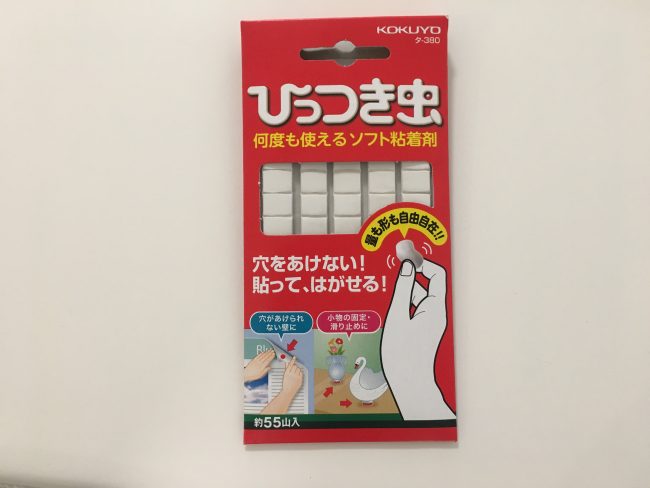 KOKUYO
タ-380
ひっつき虫
何度も使えるソフト粘着剤
量も形も自由自在!!
穴をあけない!
貼って、はがせる!
穴があけられ
ない壁に
小物の固定・
滑り止めに
Bl
約55山入